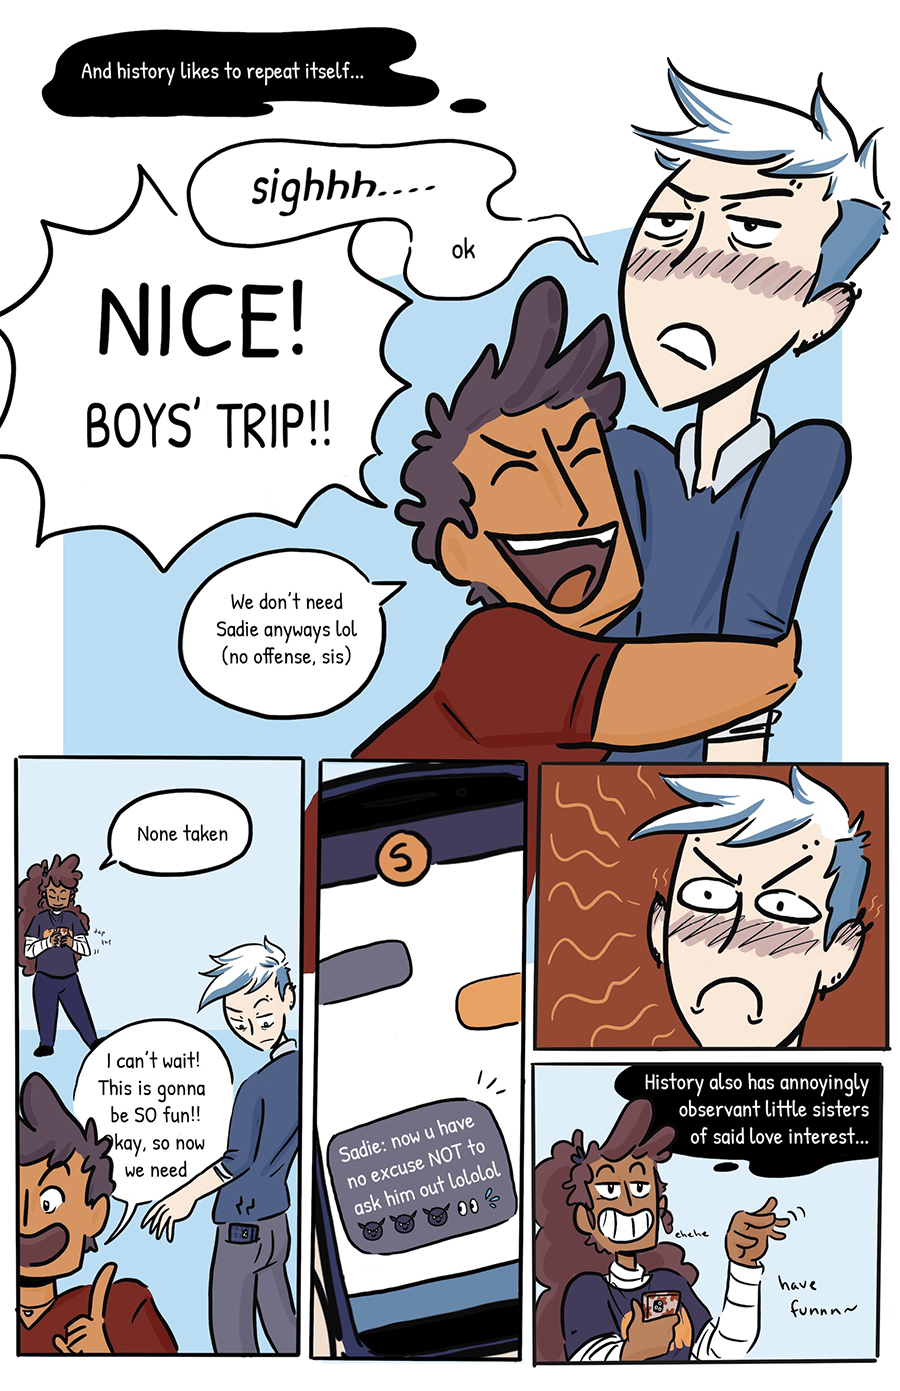 And history likes to repeat itself...
sighhh....
ok
NICE!
BOYS' TRIP!!
We don't need
Sadie anyways lol
(no offense, sis)
None taken
tap
tap
I can't wait!
This is gonna
be SO fun!!
Okay, so now
we need
S
Sadie: now u have
no excuse NOT to
ask him out lololol
History also has annoyingly
observant little sisters
of said love interest...
ehehe
have
funnn~